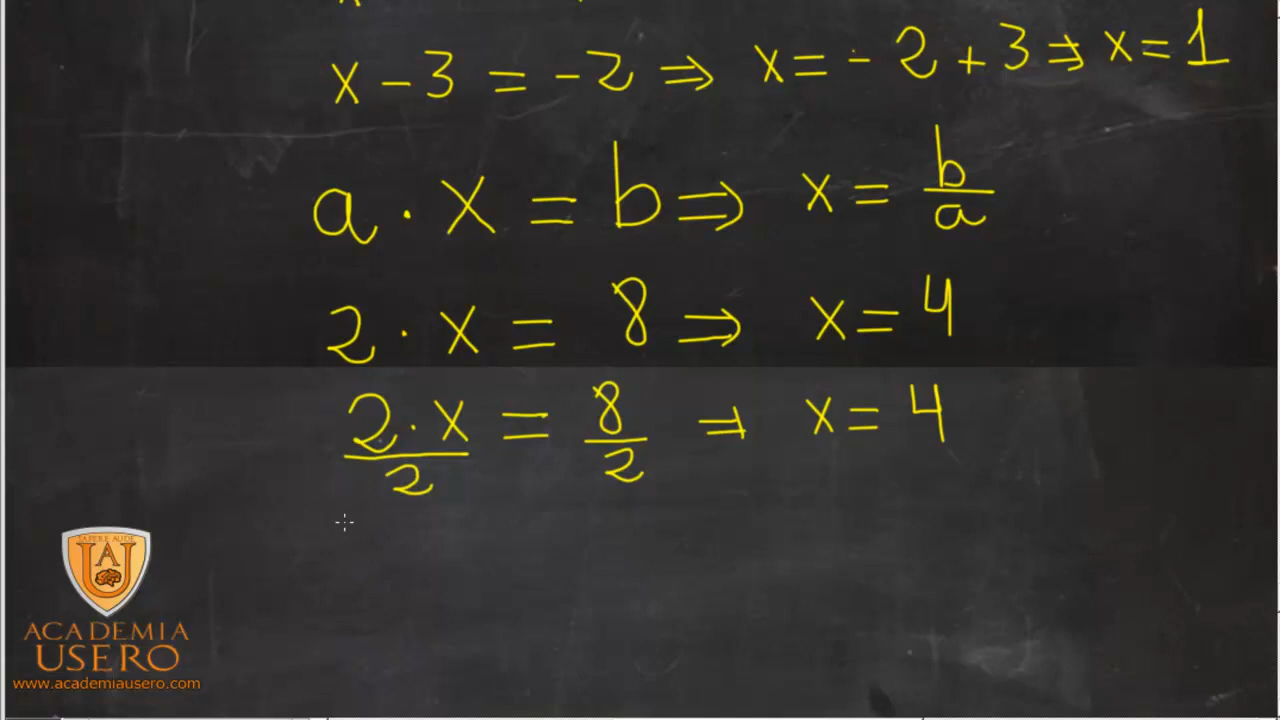 x - 3 = -2 ⇒ x = -2 + 3 ⇒ x = 1
a · x = b ⇒ x = b/a
2 · x = 8 ⇒ x = 4
2 · x / 2 = 8/2 ⇒ x = 4
SAPERE AUDE
AU
ACADEMIA
USERO
www.academiausero.com